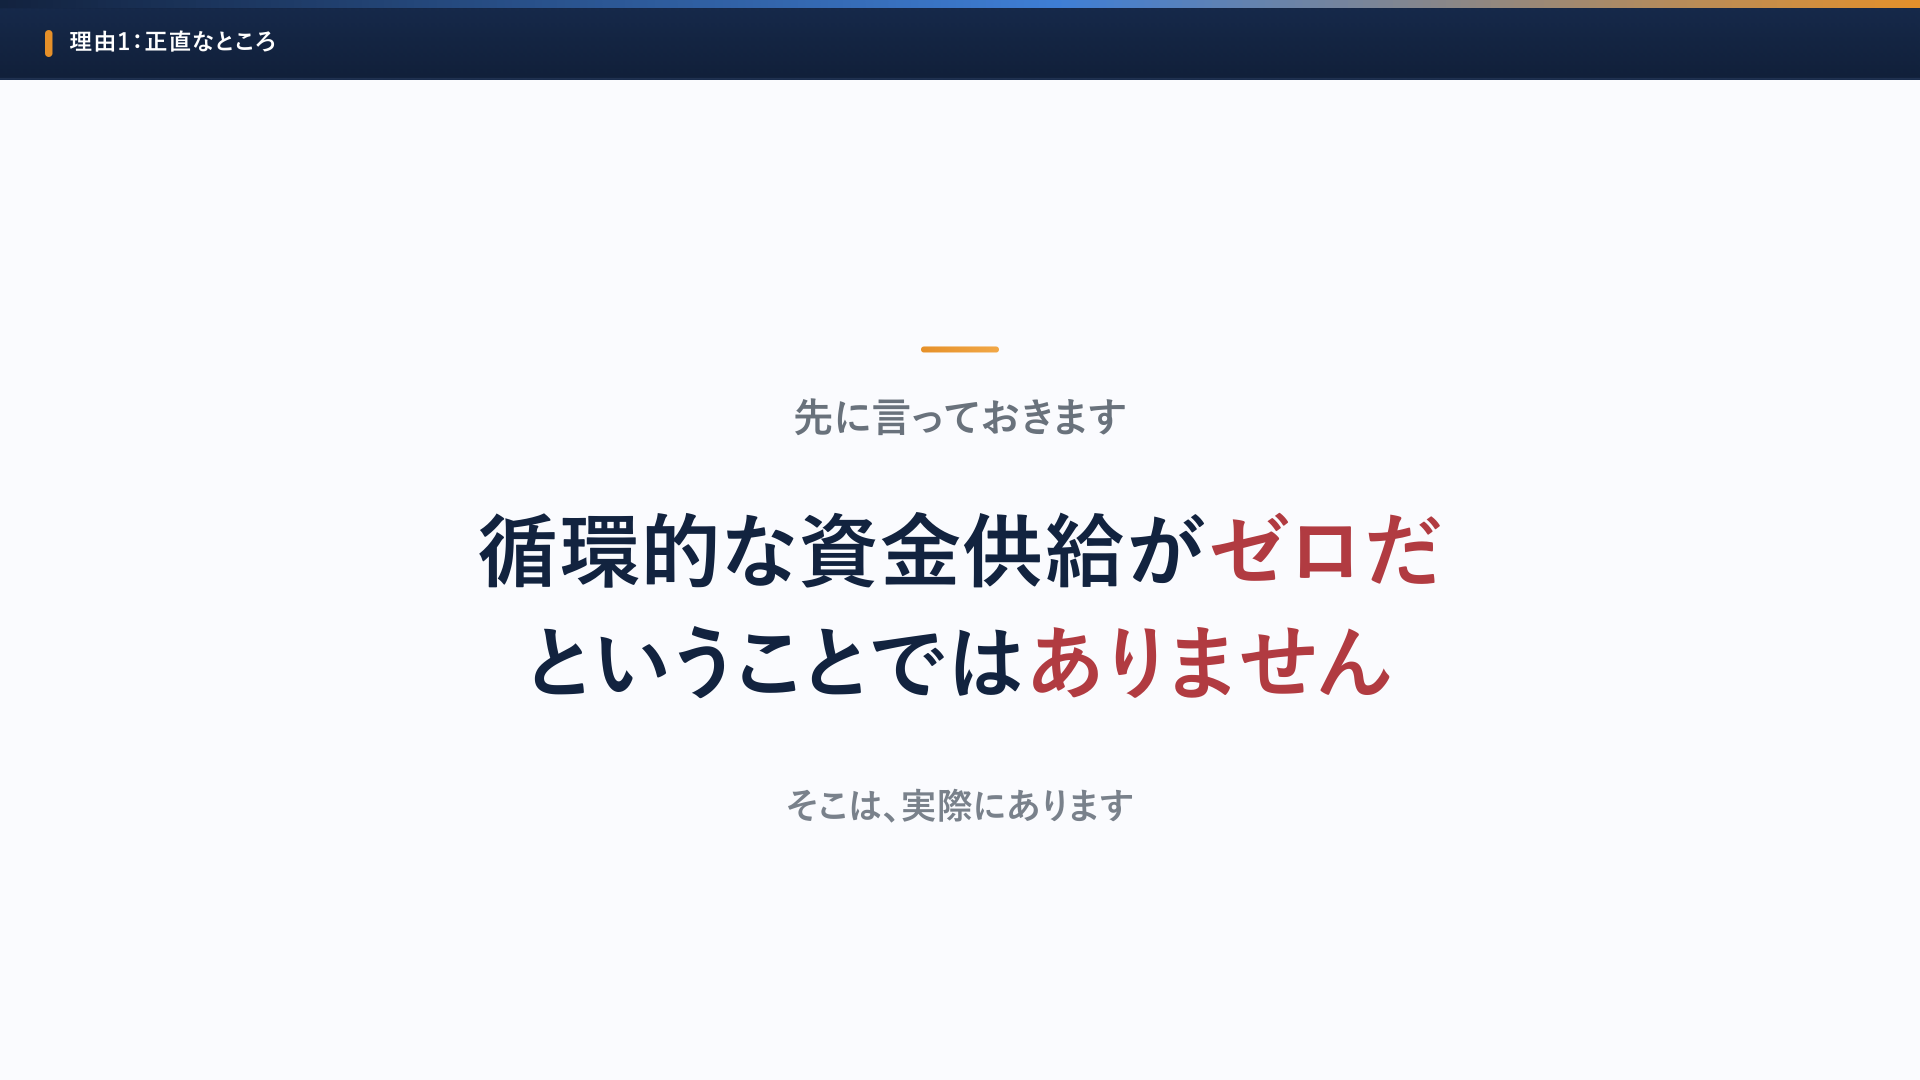 理由1：正直なところ
先に言っておきます
循環的な資金供給がゼロだ
ということではありません
そこは、実際にあります